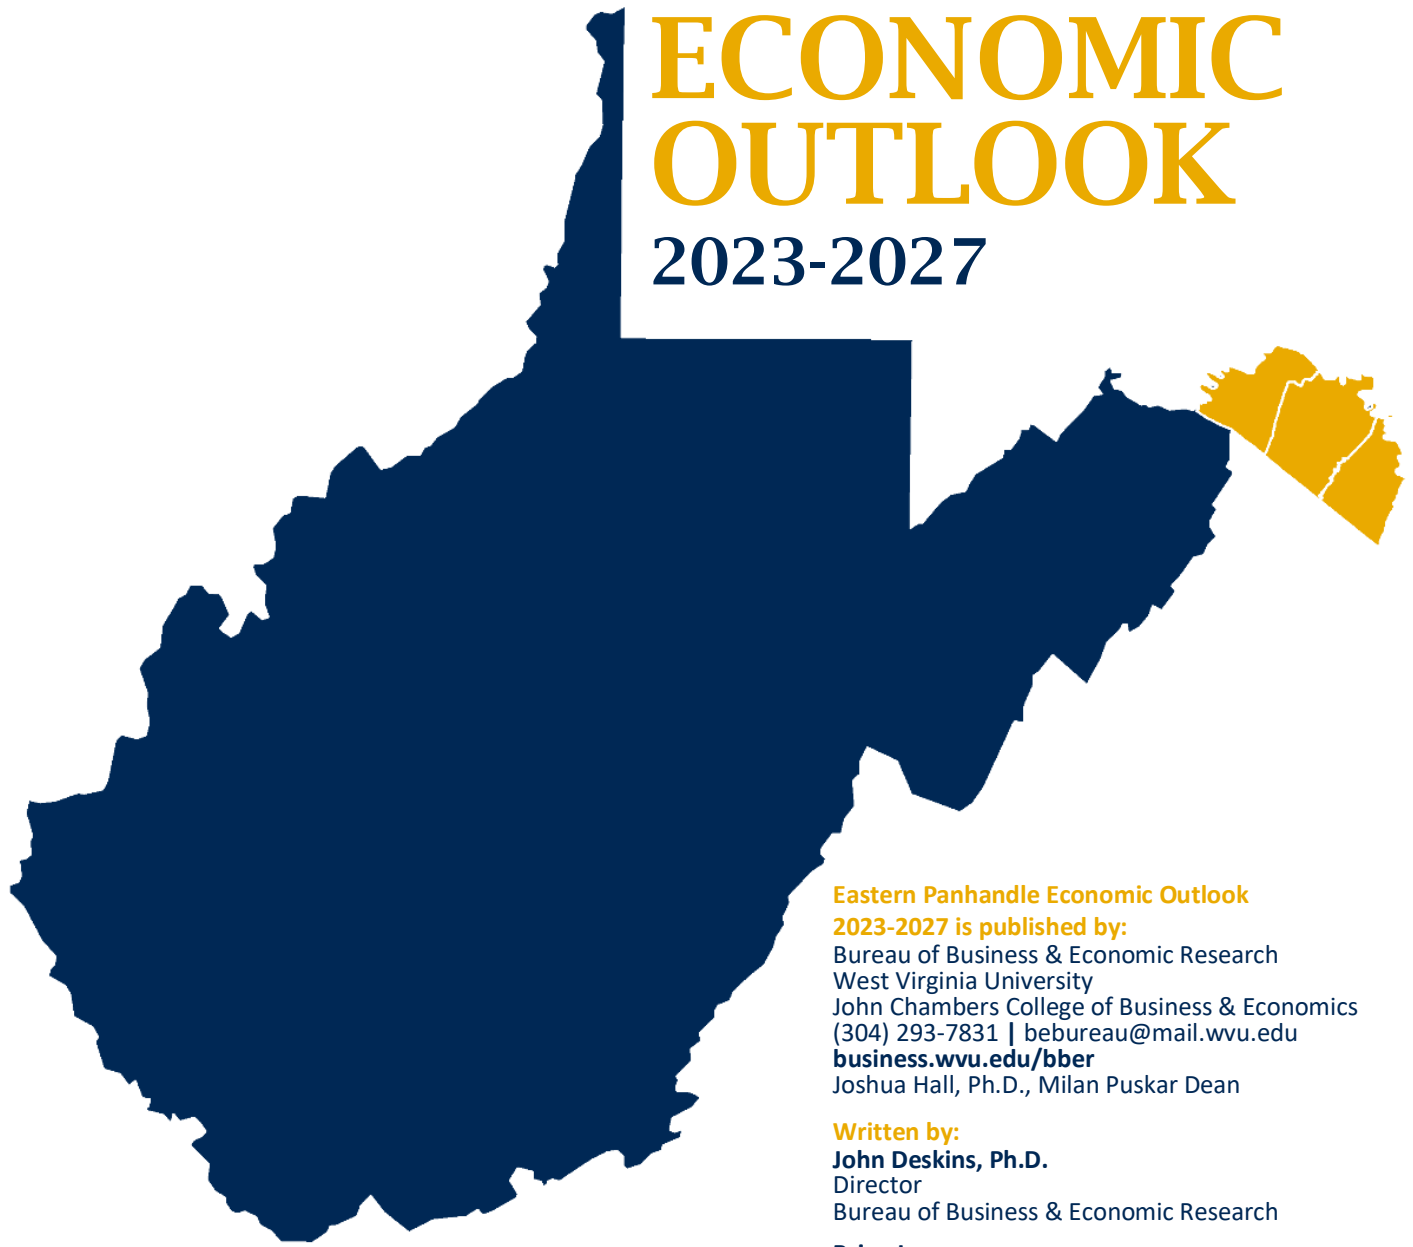 ECONOMIC
OUTLOOK
2023-2027
Eastern Panhandle Economic Outlook
2023-2027 is published by:
Bureau of Business & Economic Research
West Virginia University
John Chambers College of Business & Economics
(304) 293-7831 | bebureau@mail.wvu.edu
business.wvu.edu/bber
Joshua Hall, Ph.D., Milan Puskar Dean
Written by:
John Deskins, Ph.D.
Director
Bureau of Business & Economic Research